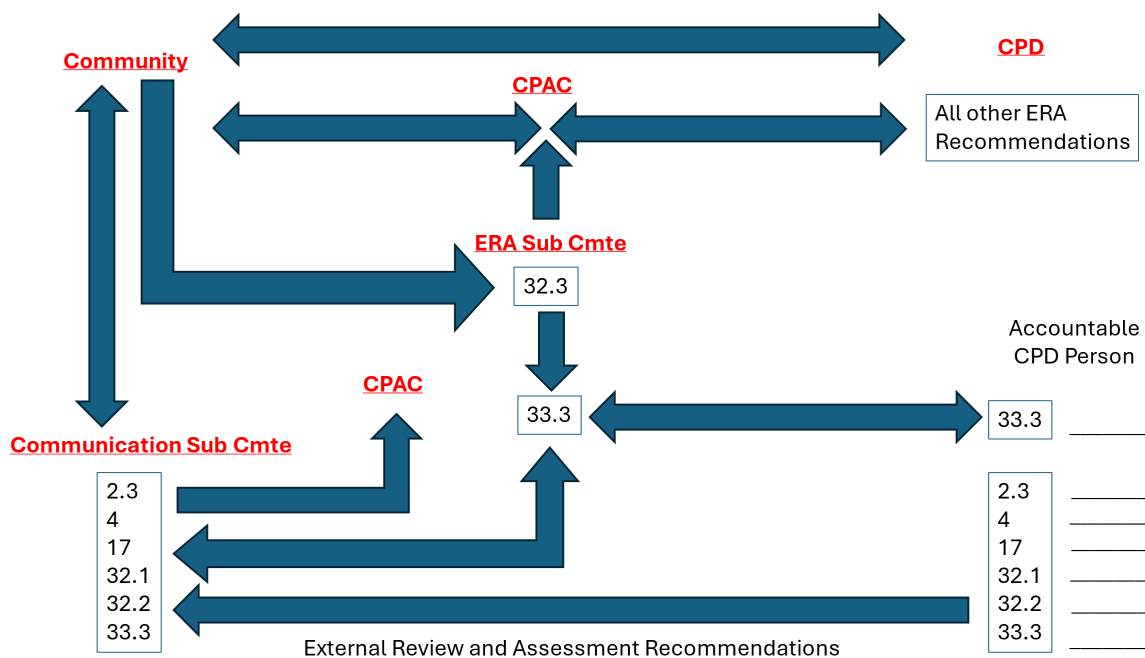 Community
CPD
CPAC
All other ERA
Recommendations
ERA Sub Cmte
32.3
Accountable
CPD Person
CPAC
33.3
33.3
Communication Sub Cmte
2.3
4
17
32.1
32.2
33.3
2.3
4
17
32.1
32.2
33.3
External Review and Assessment Recommendations